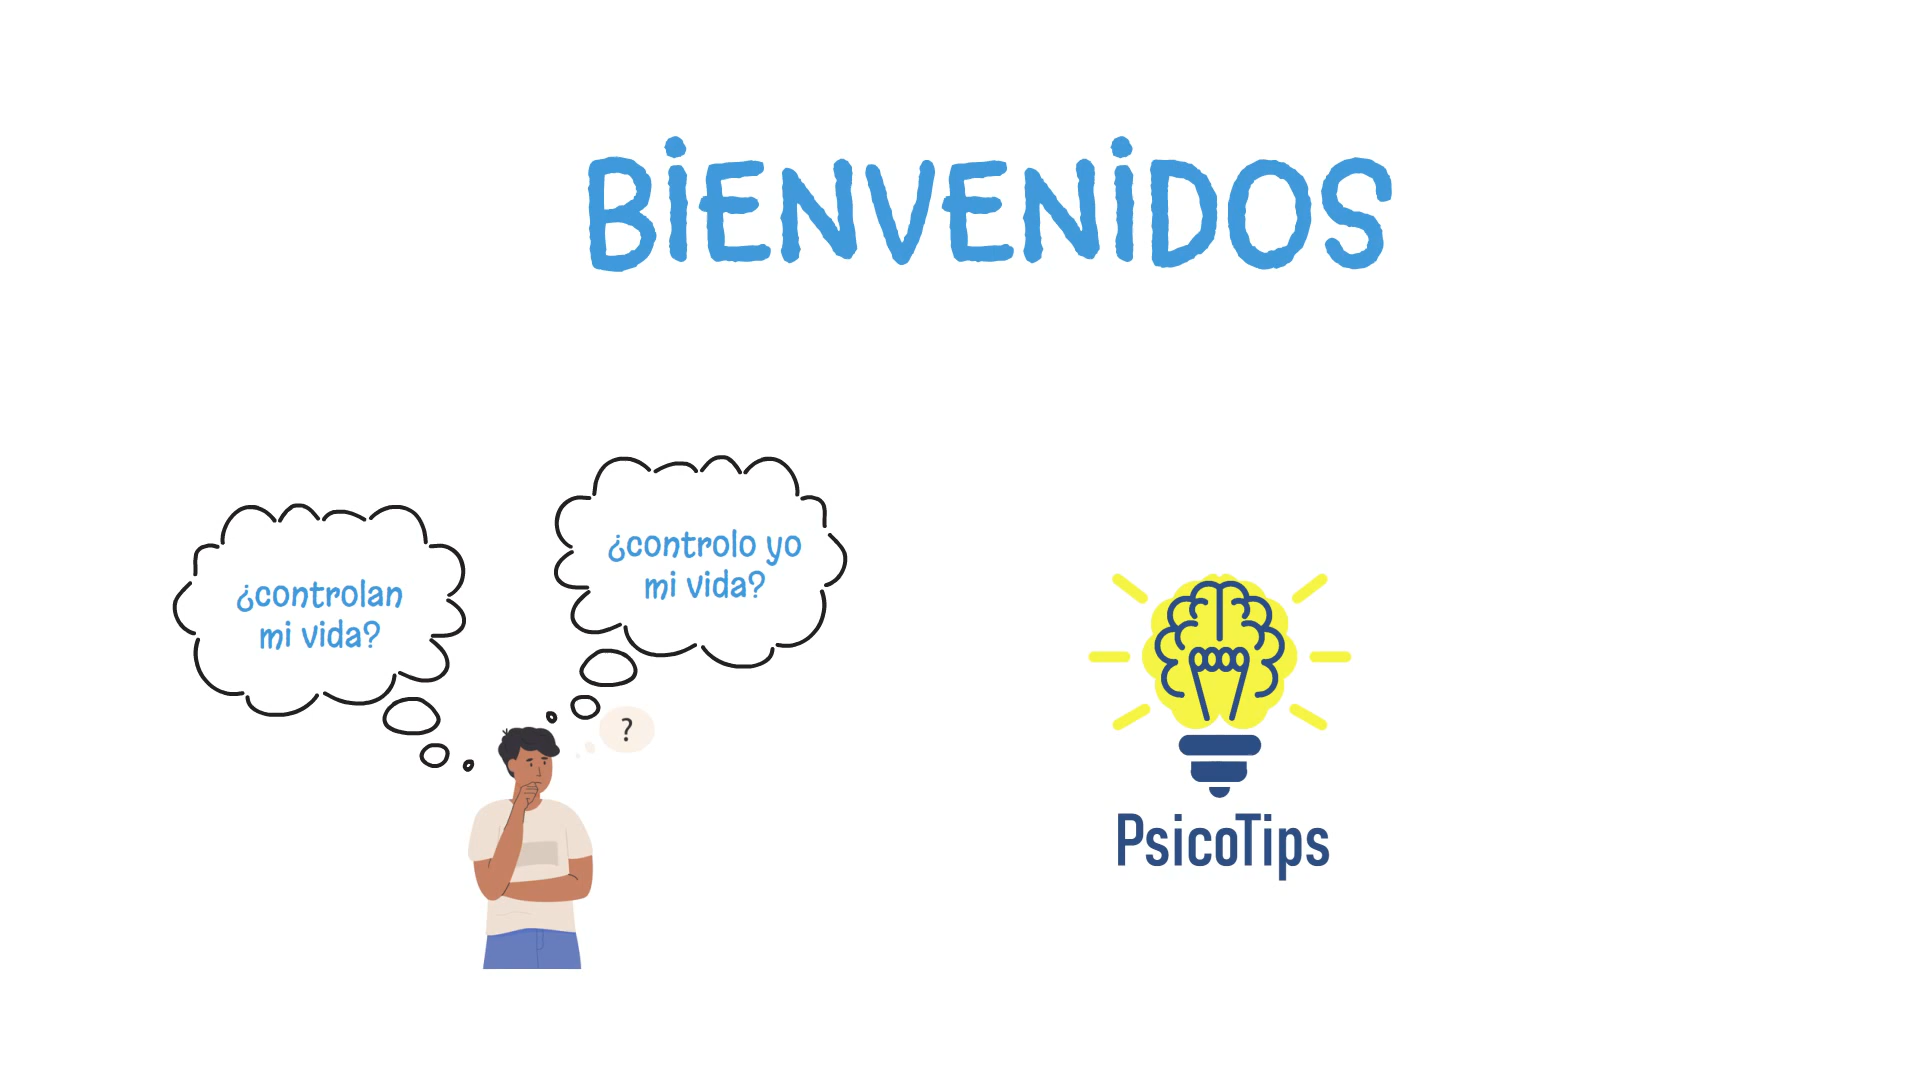 BiENVENiDOS
¿controlan
mi vida?
¿controlo yo
mi vida?
?
PsicoTips